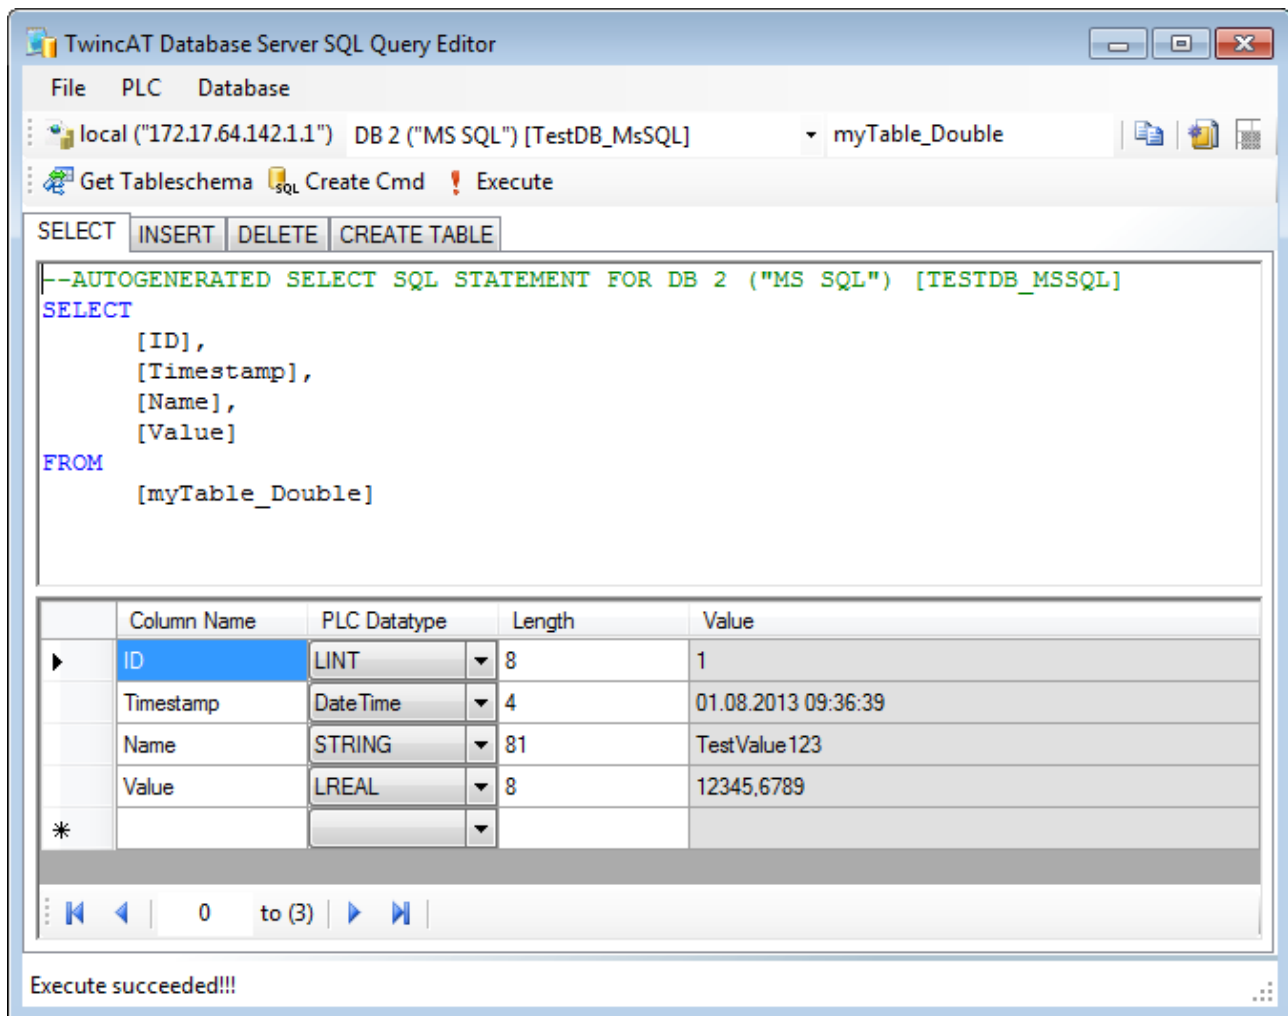 TwincAT Database Server SQL Query Editor
File PLC Database
local ("172.17.64.142.1.1") DB 2 ("MS SQL") [TestDB_MsSQL] myTable_Double
Get Tableschema SQL Create Cmd Execute
SELECT INSERT DELETE CREATE TABLE
--AUTOGENERATED SELECT SQL STATEMENT FOR DB 2 ("MS SQL") [TESTDB_MSSQL]
SELECT
[ID],
[Timestamp],
[Name],
[Value]
FROM
[myTable_Double]
Column Name PLC Datatype Length Value
ID LINT 8 1
Timestamp DateTime 4 01.08.2013 09:36:39
Name STRING 81 TestValue123
Value LREAL 8 12345,6789
0 to (3)
Execute succeeded!!!